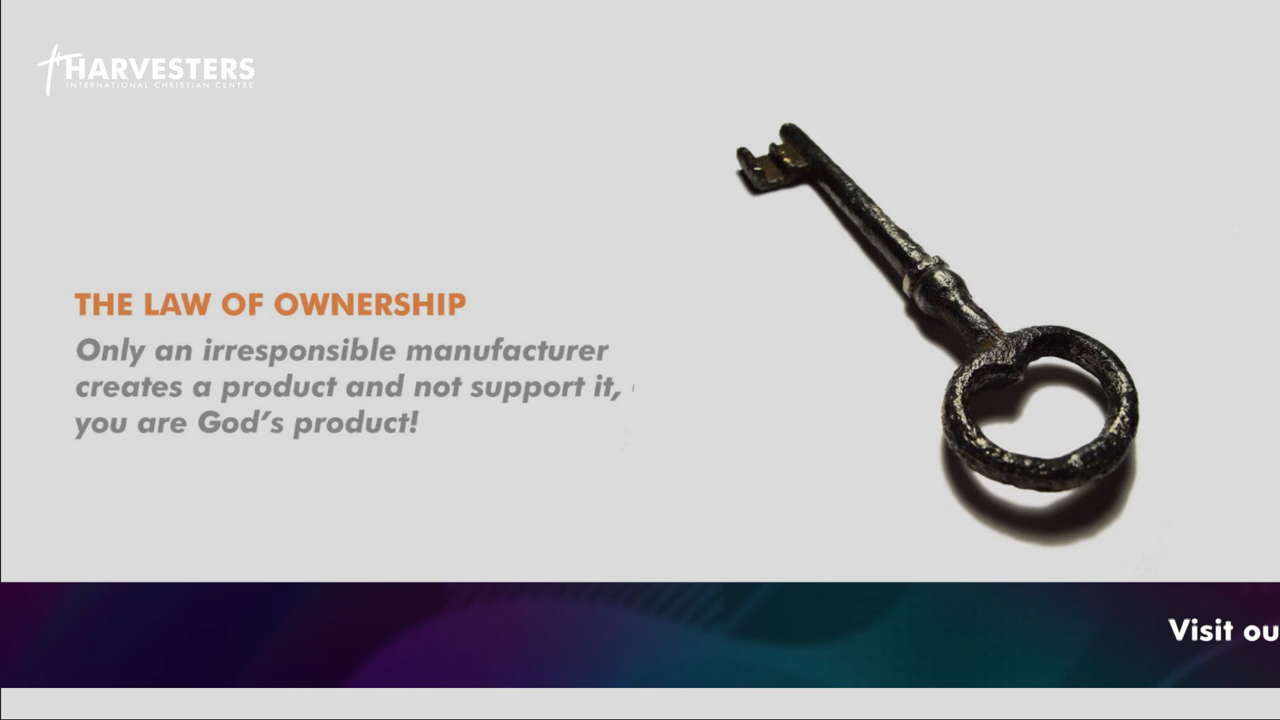 HARVESTERS
INTERNATIONAL CHRISTIAN CENTRE
THE LAW OF OWNERSHIP
Only an irresponsible manufacturer
creates a product and not support it,
you are God's product!
Visit ou